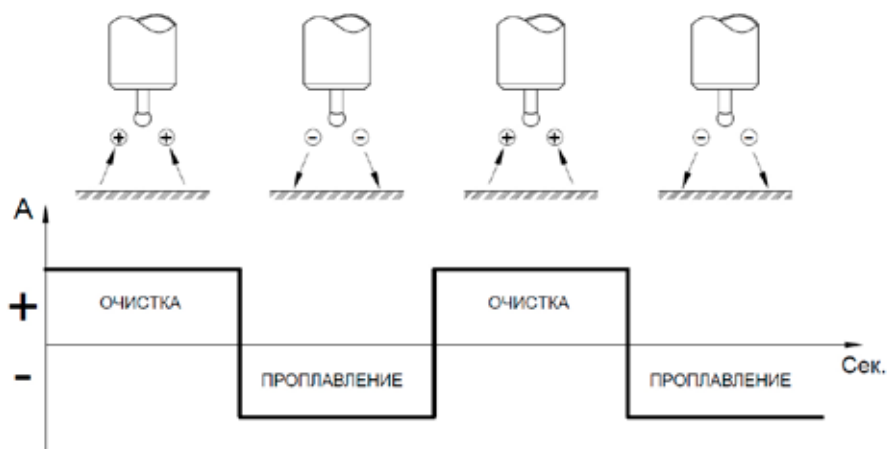 + + - - + + - -
A
+
ОЧИСТКА ОЧИСТКА
Сек.
-
ПРОПЛАВЛЕНИЕ ПРОПЛАВЛЕНИЕ